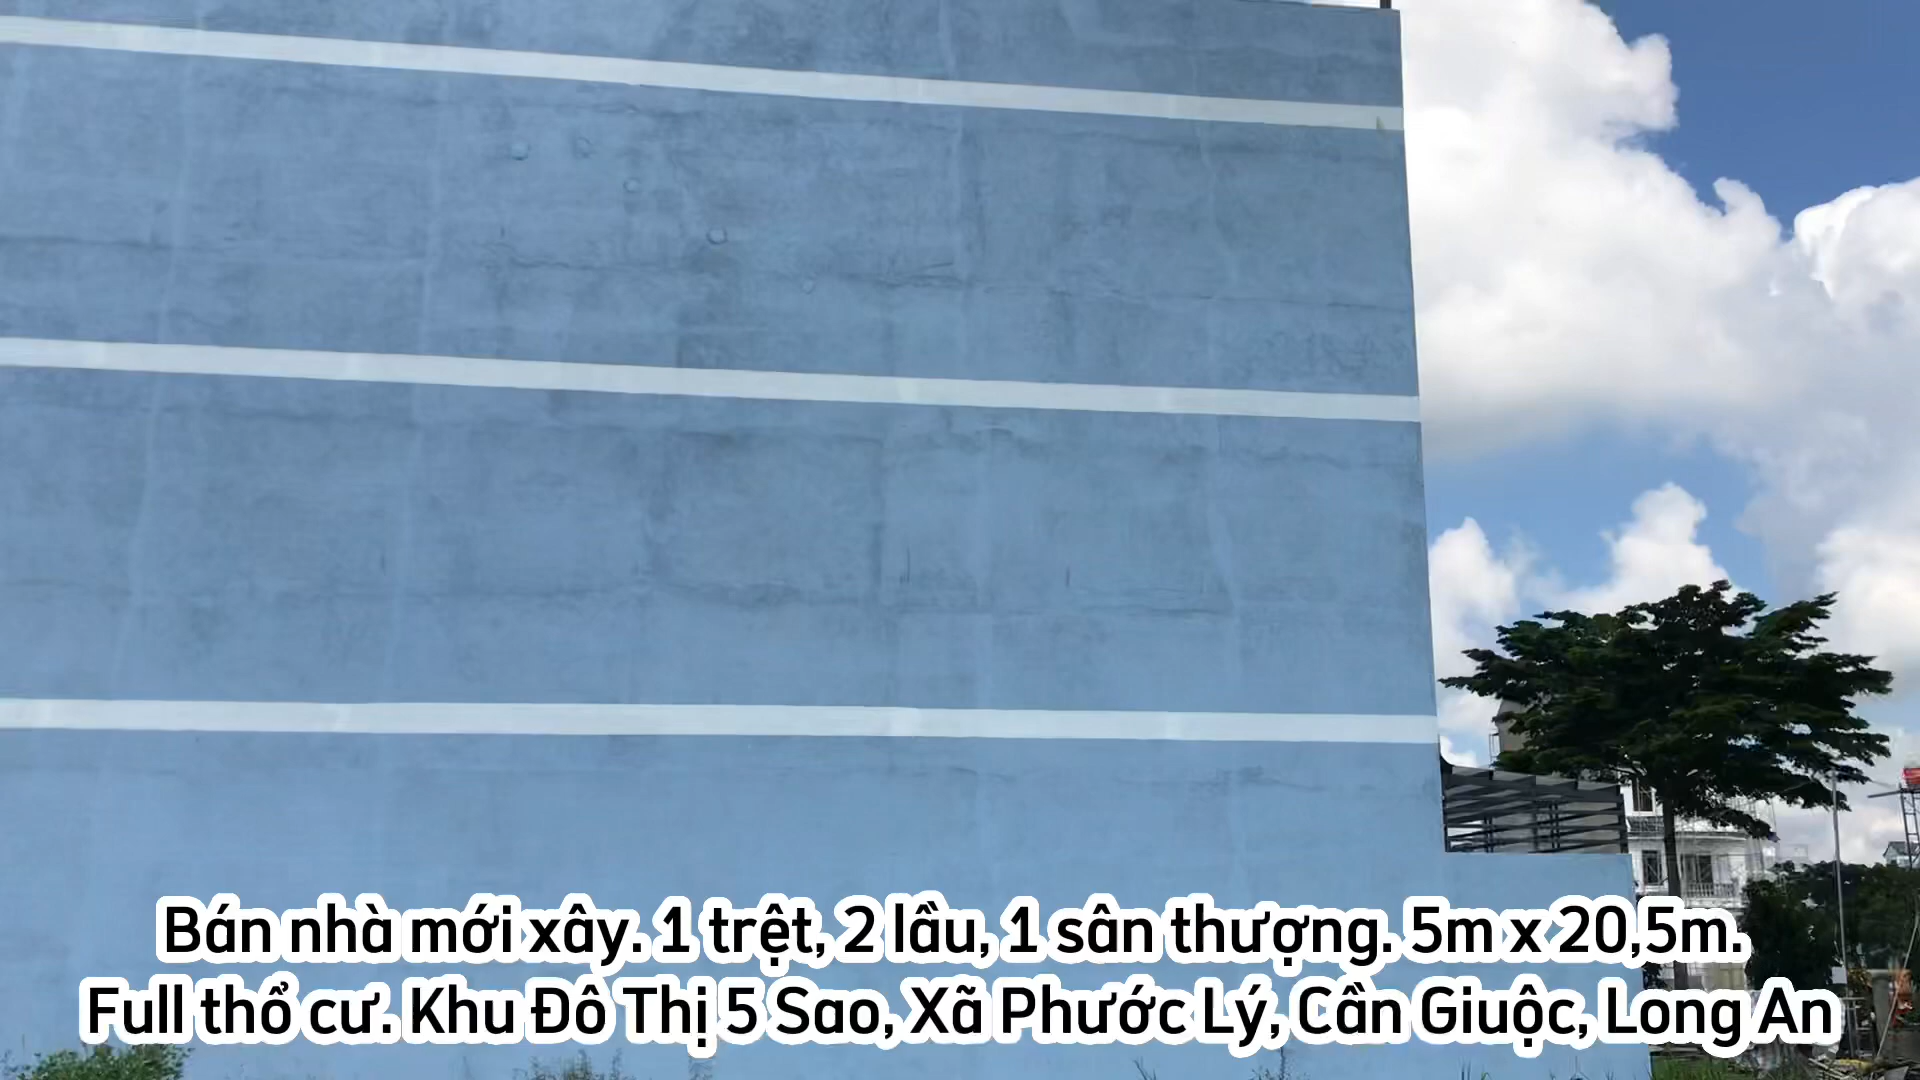 Bán nhà mới xây. 1 trệt, 2 lầu, 1 sân thượng. 5m x 20,5m.
Full thổ cư. Khu Đô Thị 5 Sao, Xã Phước Lý, Cần Giuộc, Long An